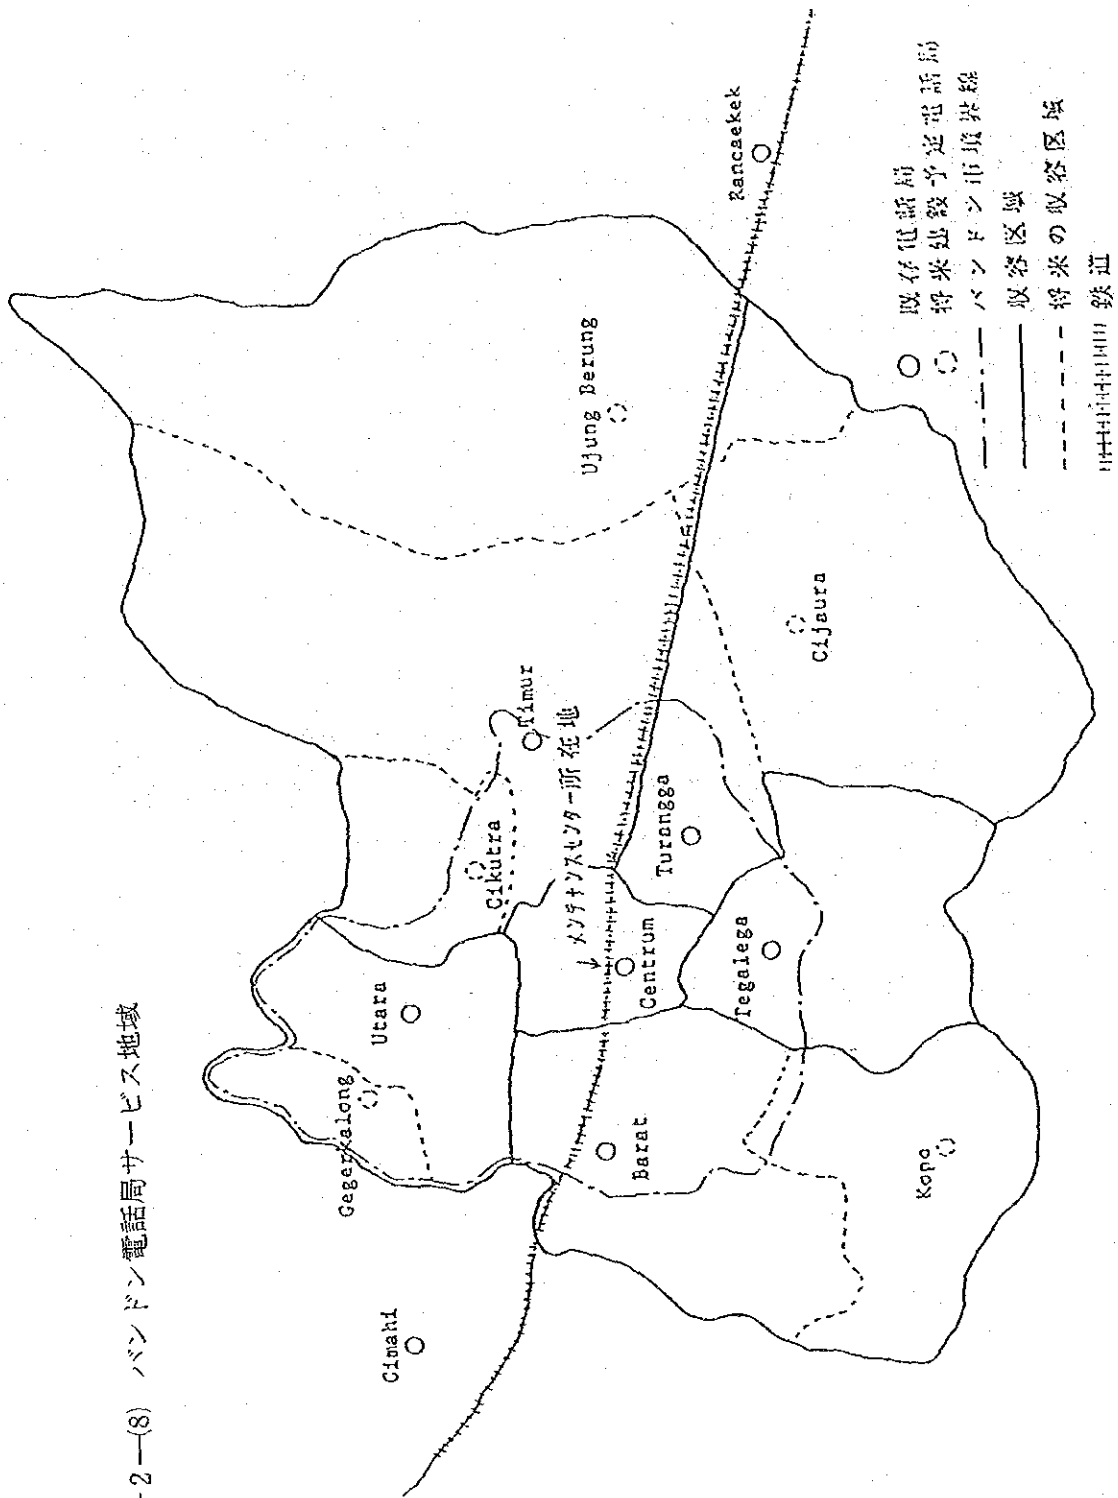 -2-(8) バンドン電話局サービス地域
Cimahi
Gegerkalong
Utara
Cikutra
Timur
Ujung Berung
Rancaekek
メンテナンスセンター所在地
Barat
Centrum
Turangga
Tegalega
Cijaura
Kopo
既存電話局
将来建設予定電話局
バンドン市境界線
収容区域
将来の収容区域
鉄道